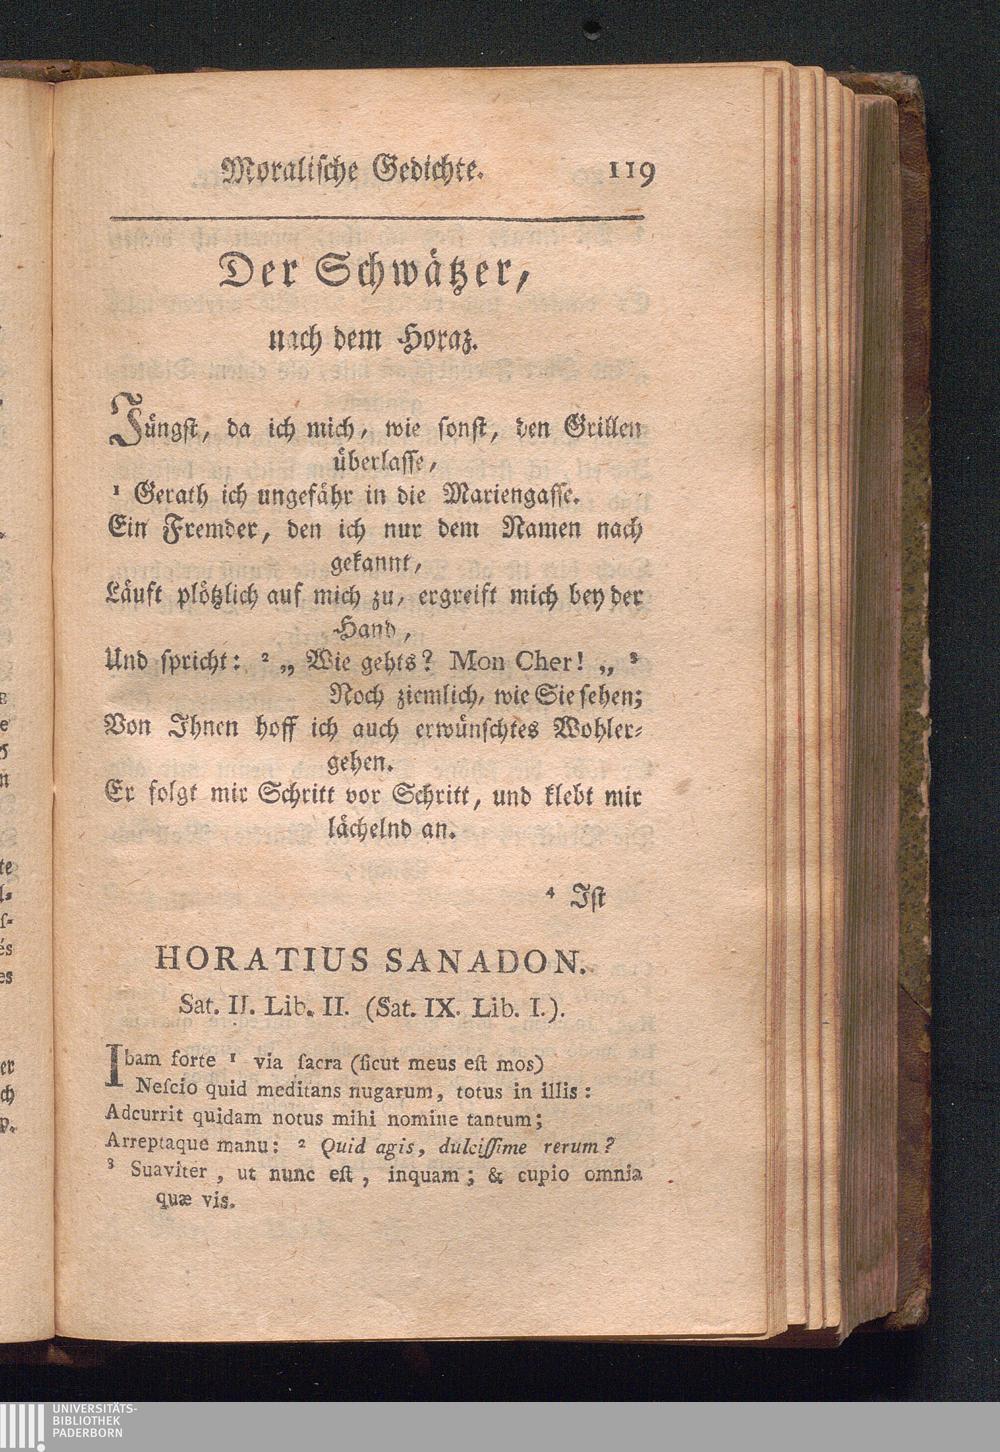 Moralische Gedichte. 119
Der Schwätzer,
nach dem Horaz.
Jüngst, da ich mich, wie sonst, den Grillen
überlasse,
¹ Gerath ich ungefähr in die Mariengasse.
Ein Fremder, den ich nur dem Namen nach
gekannt,
Läuft plötzlich auf mich zu, ergreift mich bey der
Hand,
Und spricht: ² „ Wie gehts? Mon Cher! „ ³
Noch ziemlich, wie Sie sehen;
Von Ihnen hoff ich auch erwünschtes Wohler-
gehen.
Er folgt mir Schritt vor Schritt, und klebt mir
lächelnd an.
⁴ Ist
HORATIUS SANADON.
Sat. II. Lib. II. (Sat. IX. Lib. I.).
Ibam forte ¹ via sacra (sicut meus est mos)
Nescio quid meditans nugarum, totus in illis:
Adcurrit quidam notus mihi nomine tantum;
Arreptaque manu: ² Quid agis, dulcissime rerum?
³ Suaviter, ut nunc est, inquam; & cupio omnia
quæ vis.
UNIVERSITÄTS-
BIBLIOTHEK
PADERBORN